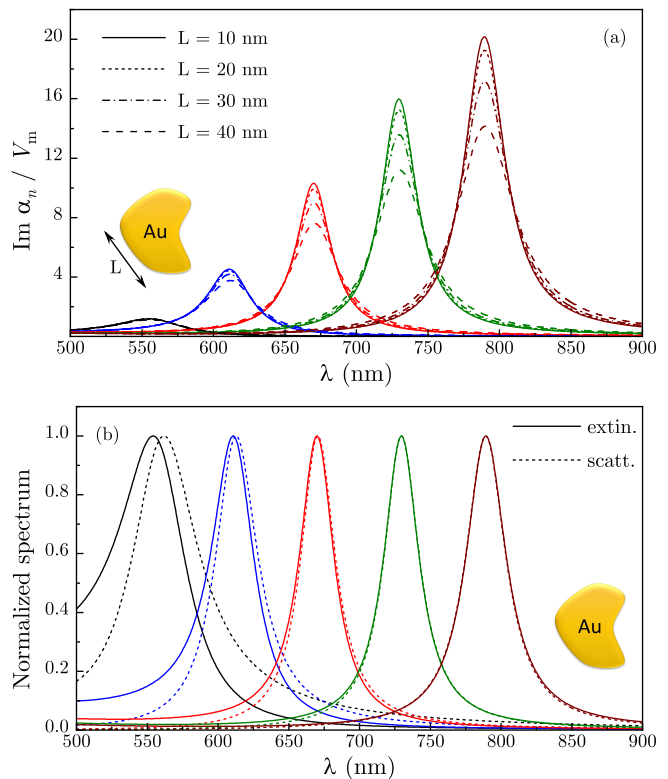 (a)
L = 10 nm
L = 20 nm
L = 30 nm
L = 40 nm
Im αₙ / Vₘ
20
16
12
8
4
Au
L
500 550 600 650 700 750 800 850 900
λ (nm)
(b)
extin.
scatt.
Normalized spectrum
1.0
0.8
0.6
0.4
0.2
0.0
Au
500 550 600 650 700 750 800 850 900
λ (nm)